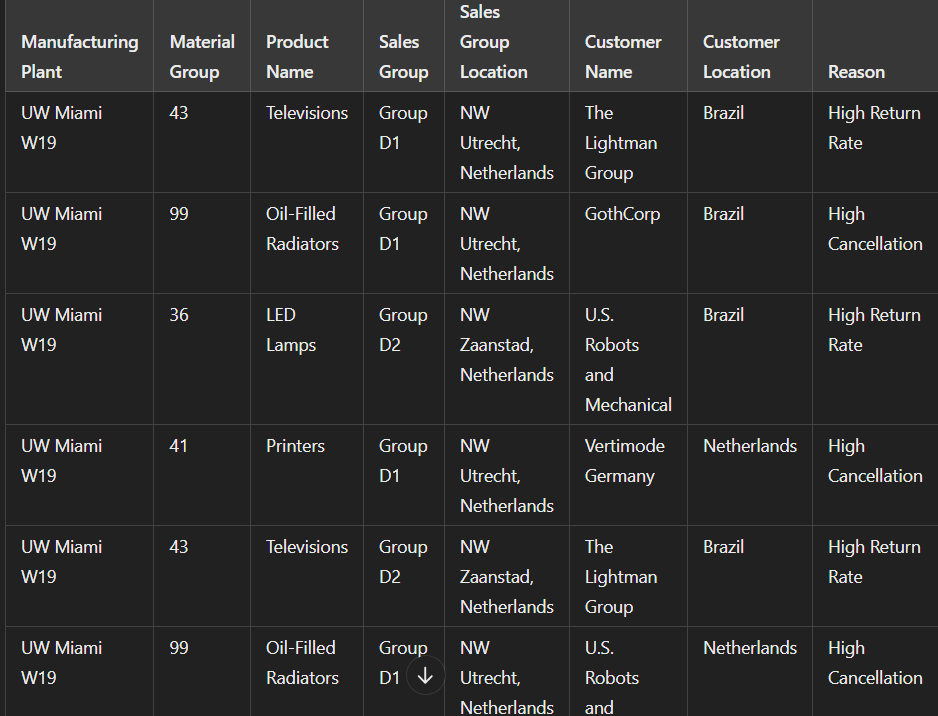 Manufacturing Plant | Material Group | Product Name | Sales Group | Sales Group Location | Customer Name | Customer Location | Reason
UW Miami W19 | 43 | Televisions | Group D1 | NW Utrecht, Netherlands | The Lightman Group | Brazil | High Return Rate
UW Miami W19 | 99 | Oil-Filled Radiators | Group D1 | NW Utrecht, Netherlands | GothCorp | Brazil | High Cancellation
UW Miami W19 | 36 | LED Lamps | Group D2 | NW Zaanstad, Netherlands | U.S. Robots and Mechanical | Brazil | High Return Rate
UW Miami W19 | 41 | Printers | Group D1 | NW Utrecht, Netherlands | Vertimode Germany | Netherlands | High Cancellation
UW Miami W19 | 43 | Televisions | Group D2 | NW Zaanstad, Netherlands | The Lightman Group | Brazil | High Return Rate
UW Miami W19 | 99 | Oil-Filled Radiators | Group D1 | NW Utrecht, Netherlands | U.S. Robots and | Netherlands | High Cancellation